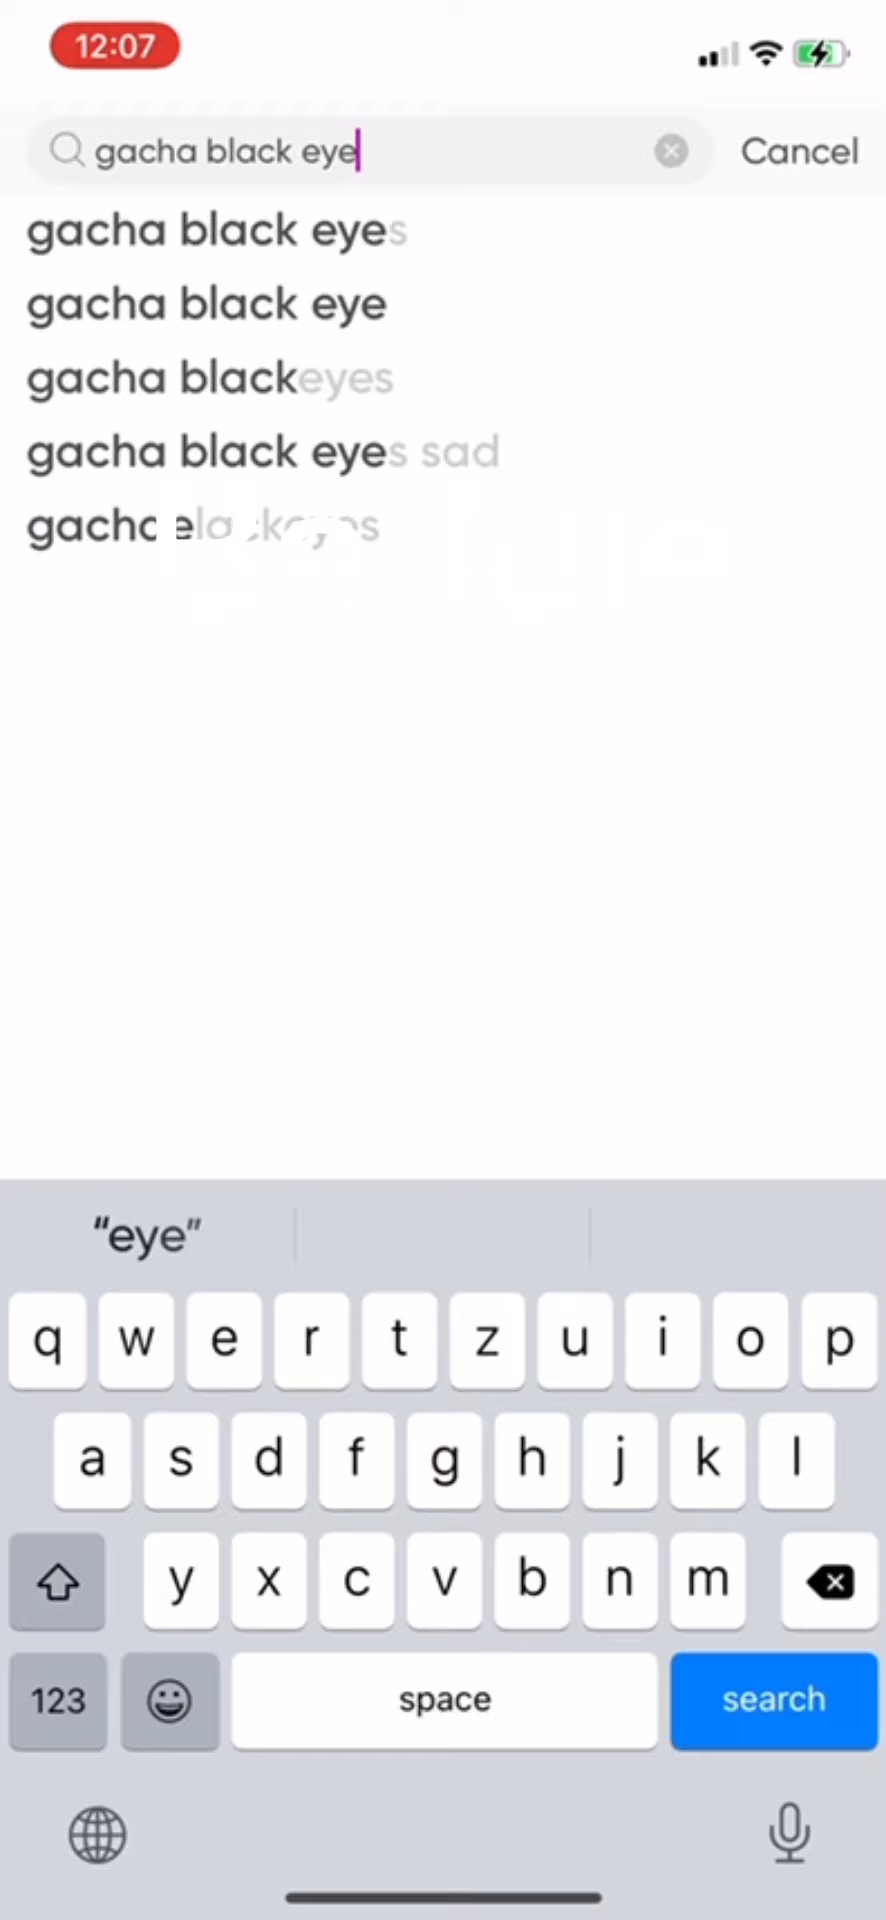 12:07
gacha black eye
Cancel
gacha black eyes
gacha black eye
gacha blackeyes
gacha black eyes sad
"eye"
q w e r t z u i o p
a s d f g h j k l
y x c v b n m
123 space search